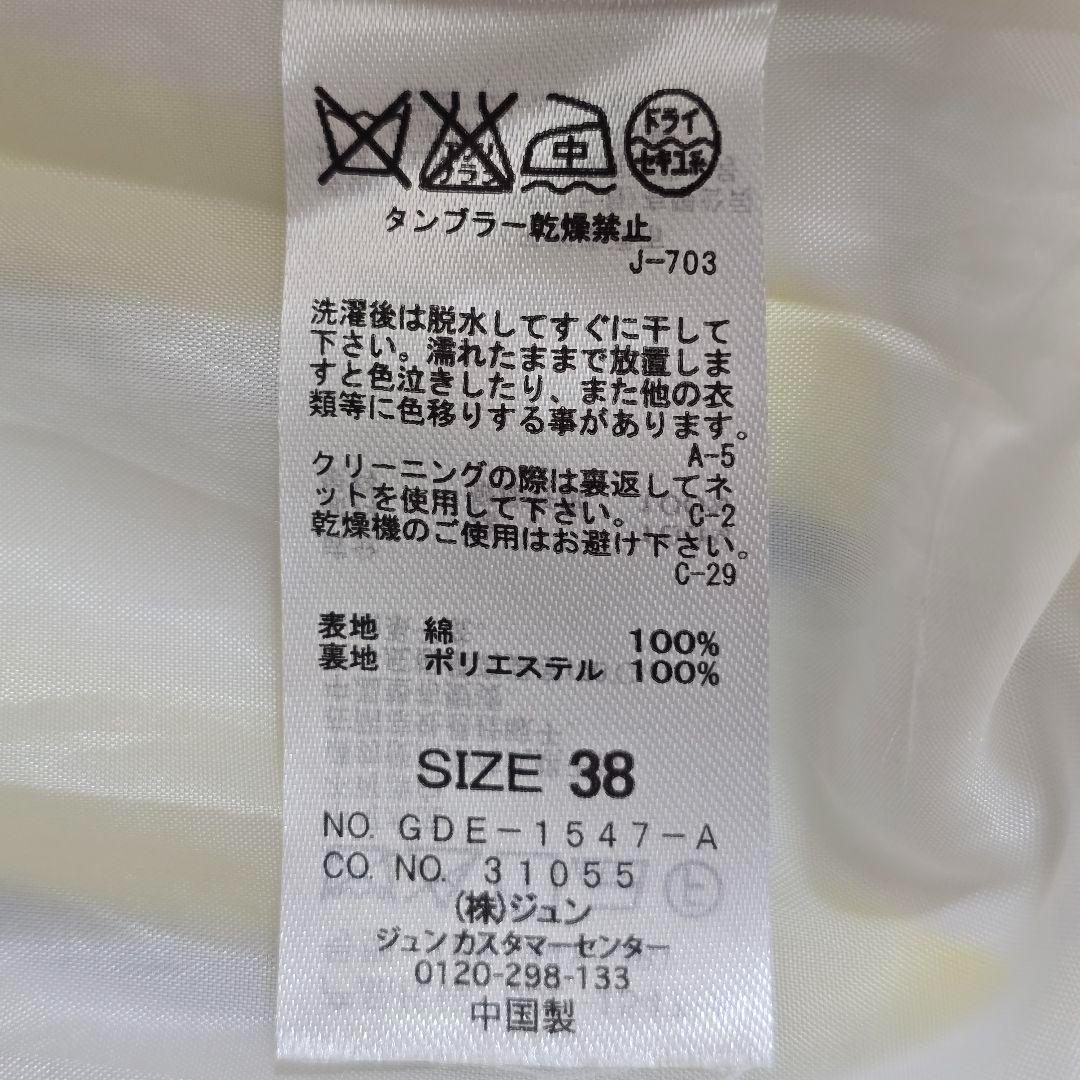 エンソ
サラシ
中
ドライ
セキユ系
タンブラー乾燥禁止
J-703
洗濯後は脱水してすぐに干して
下さい。濡れたままで放置しま
すと色泣きしたり、また他の衣
類等に色移りする事があります。
A-5
クリーニングの際は裏返してネ
ットを使用して下さい。 C-2
乾燥機のご使用はお避け下さい。
C-29
表地 綿 100%
裏地 ポリエステル 100%
SIZE 38
NO. GDE-1547-A
CO. NO. 31055
(株)ジュン
ジュンカスタマーセンター
0120-298-133
中国製